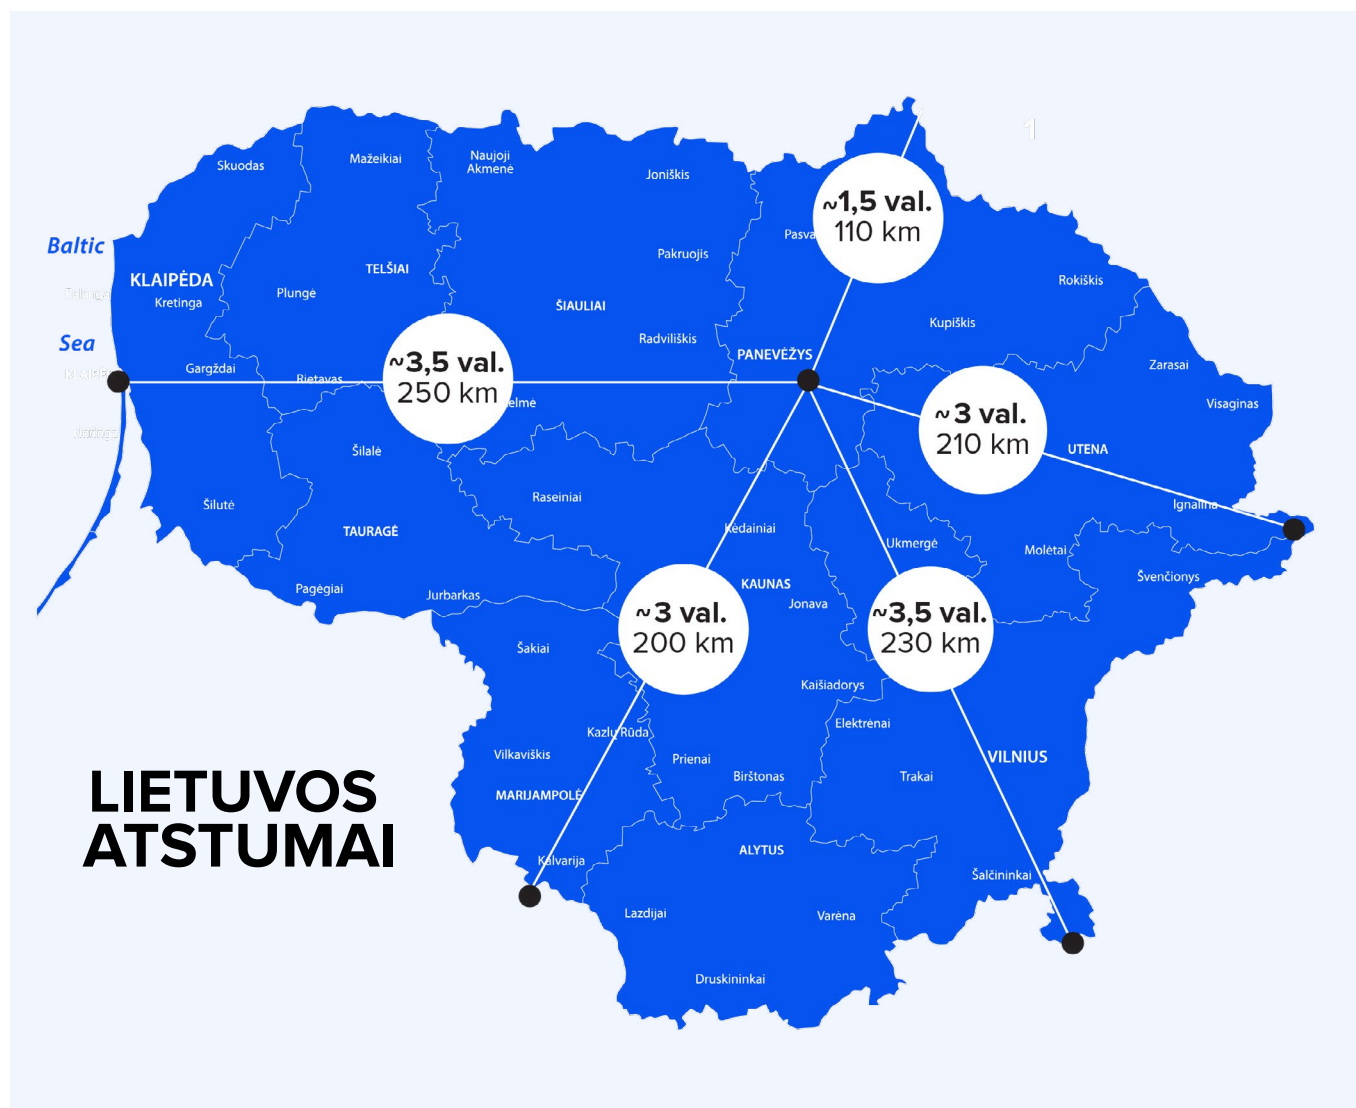 1
Skuodas
Mažeikiai
Naujoji
Akmenė
Joniškis
~1,5 val.
110 km
Baltic
Pasva
KLAIPĖDA
Kretinga
TELŠIAI
Plungė
Pakruojis
ŠIAULIAI
Rokiškis
Kupiškis
Sea
Radviliškis
PANEVĖŽYS
Zarasai
Gargždai
Rietavas
~3,5 val.
250 km
elmė
Visaginas
~3 val.
210 km
UTENA
Šilalė
Raseiniai
Šilutė
Ignalina
TAURAGĖ
Kėdainiai
Ukmergė
Molėtai
Švenčionys
Pagėgiai
Jurbarkas
KAUNAS
Jonava
~3 val.
200 km
~3,5 val.
230 km
Šakiai
Kaišiadorys
Elektrėnai
Kazlų Rūda
Vilkaviškis
Prienai
Birštonas
Trakai
VILNIUS
MARIJAMPOLĖ
LIETUVOS
ATSTUMAI
ALYTUS
Kalvarija
Šalčininkai
Lazdijai
Varėna
Druskininkai